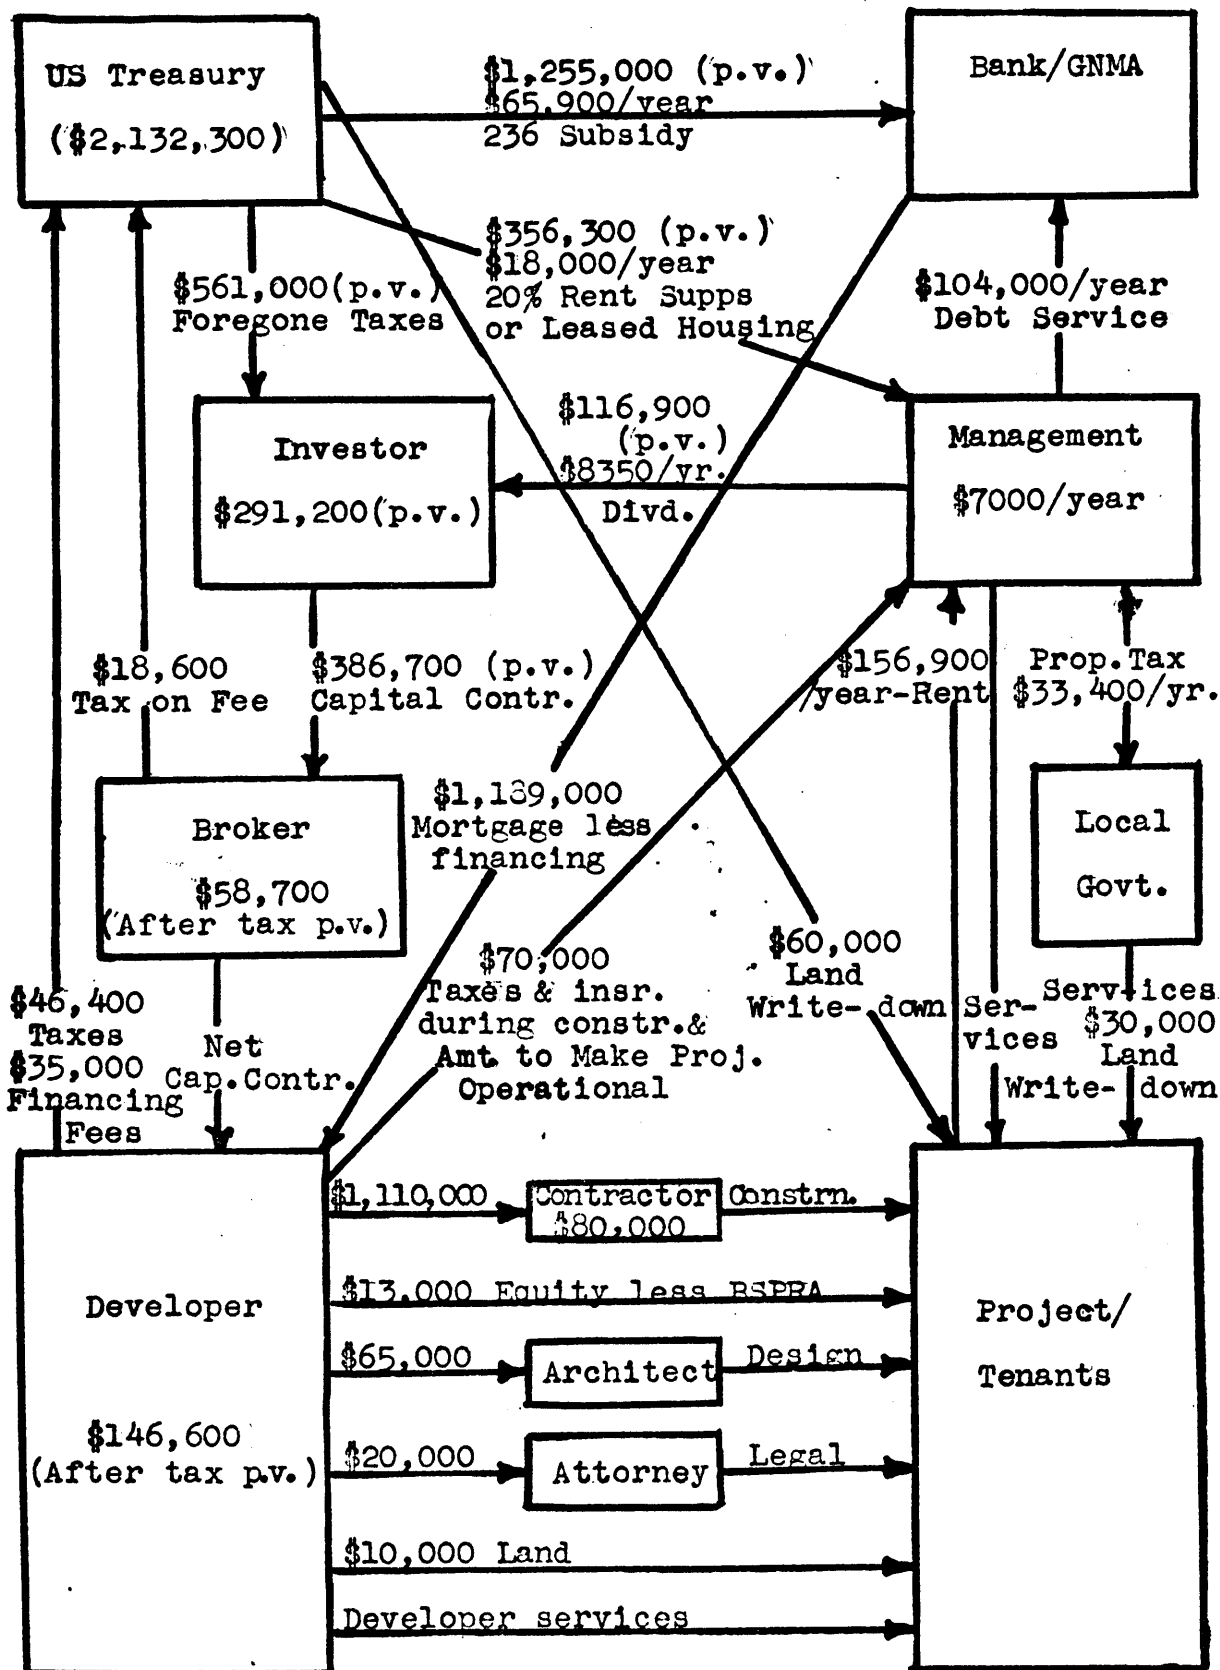 US Treasury
($2,132,300)
$1,255,000 (p.v.)
$65,900/year
236 Subsidy
Bank/GNMA
$561,000(p.v.)
Foregone Taxes
$356,300 (p.v.)
$18,000/year
20% Rent Supps
or Leased Housing
$104,000/year
Debt Service
Investor
$291,200(p.v.)
$116,900
(p.v.)
$8350/yr.
Divd.
Management
$7000/year
$18,600
Tax on Fee
$386,700 (p.v.)
Capital Contr.
$156,900
/year-Rent
Prop.Tax
$33,400/yr.
Broker
$58,700
(After tax p.v.)
$1,189,000
Mortgage less
financing
Local
Govt.
$46,400
Taxes
$35,000
Financing
Fees
Net
Cap.Contr.
$70,000
Taxes & insr.
during constr.&
Amt. to Make Proj.
Operational
$60,000
Land
Write-down
Ser-
vices
Services
$30,000
Land
Write-down
Developer
$146,600
(After tax p.v.)
$1,110,000
Contractor
$80,000
Constrn.
$13,000 Equity less BSPRA
$65,000
Architect
Design
$20,000
Attorney
Legal
$10,000 Land
Developer services
Project/
Tenants